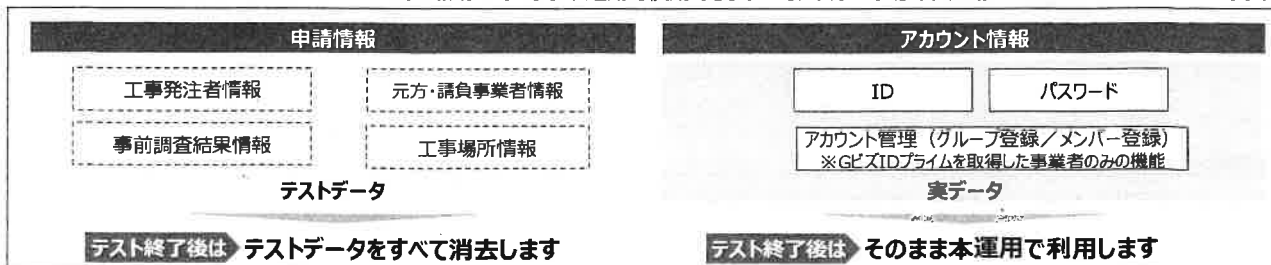 申請情報
工事発注者情報
元方・請負事業者情報
事前調査結果情報
工事場所情報
テストデータ
テスト終了後は テストデータをすべて消去します
アカウント情報
ID
パスワード
アカウント管理（グループ登録／メンバー登録）
※GビズIDプライムを取得した事業者のみの機能
実データ
テスト終了後は そのまま本運用で利用します